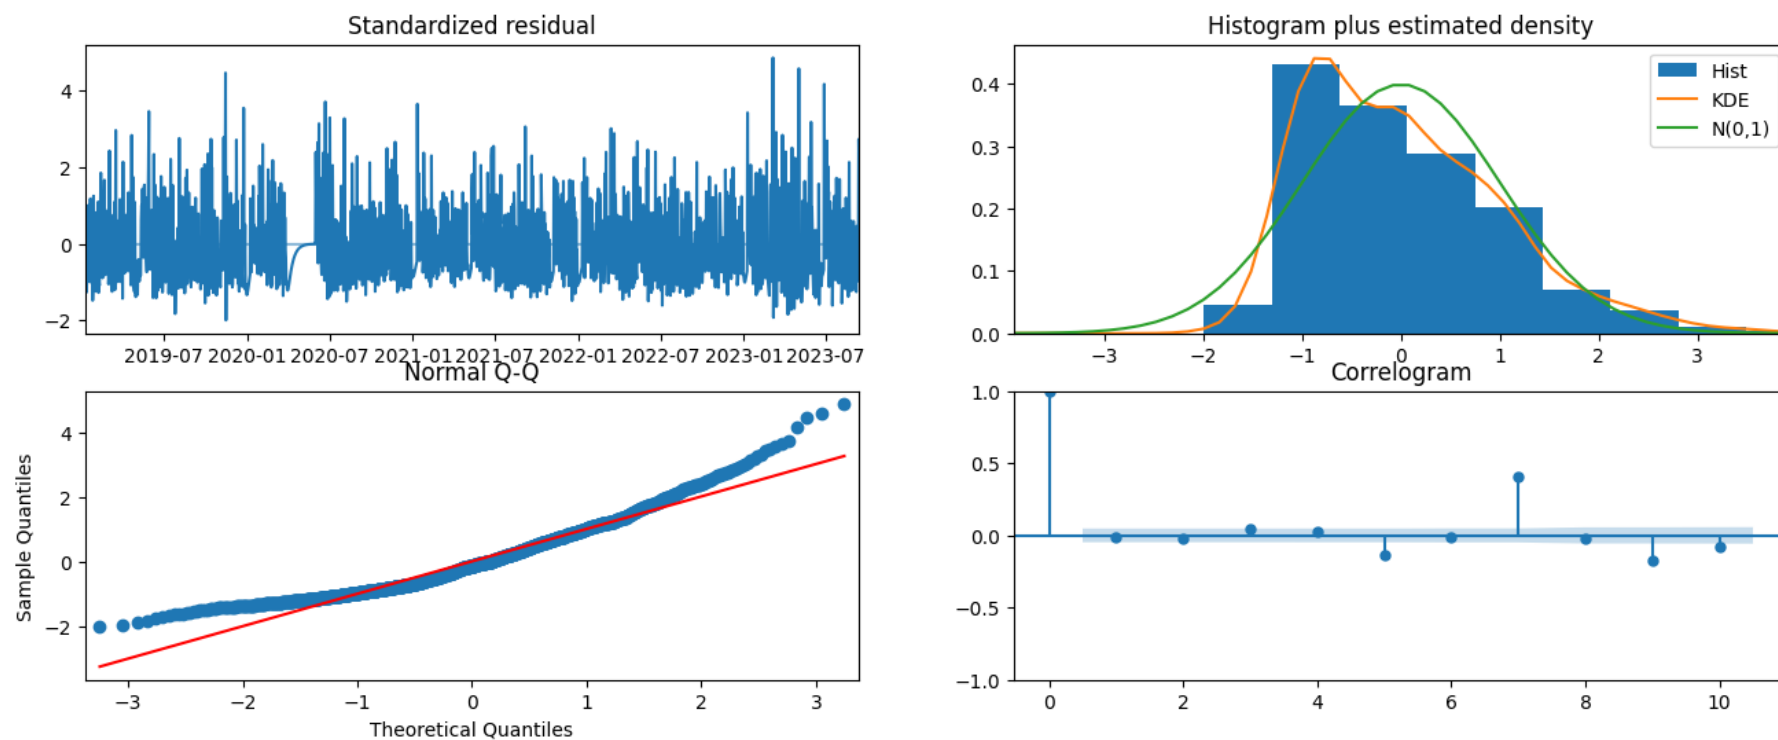 Standardized residual
4
2
0
−2
2019-07 2020-01 2020-07 2021-01 2021-07 2022-01 2022-07 2023-01 2023-07
Histogram plus estimated density
Hist
KDE
N(0,1)
0.4
0.3
0.2
0.1
0.0
−3 −2 −1 0 1 2 3
Normal Q-Q
Sample Quantiles
4
2
0
−2
−3 −2 −1 0 1 2 3
Theoretical Quantiles
Correlogram
1.0
0.5
0.0
−0.5
−1.0
0 2 4 6 8 10